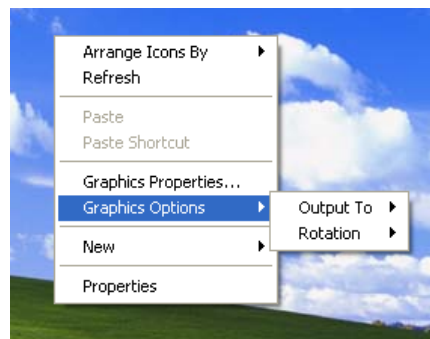 Arrange Icons By
Refresh
Paste
Paste Shortcut
Graphics Properties...
Graphics Options
Output To
Rotation
New
Properties